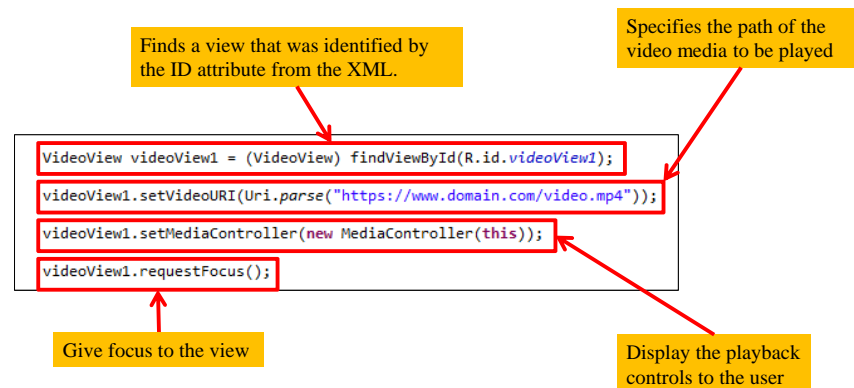 Finds a view that was identified by
the ID attribute from the XML.
Specifies the path of the
video media to be played
VideoView videoView1 = (VideoView) findViewById(R.id.videoView1);
videoView1.setVideoURI(Uri.parse("https://www.domain.com/video.mp4"));
videoView1.setMediaController(new MediaController(this));
videoView1.requestFocus();
Give focus to the view
Display the playback
controls to the user